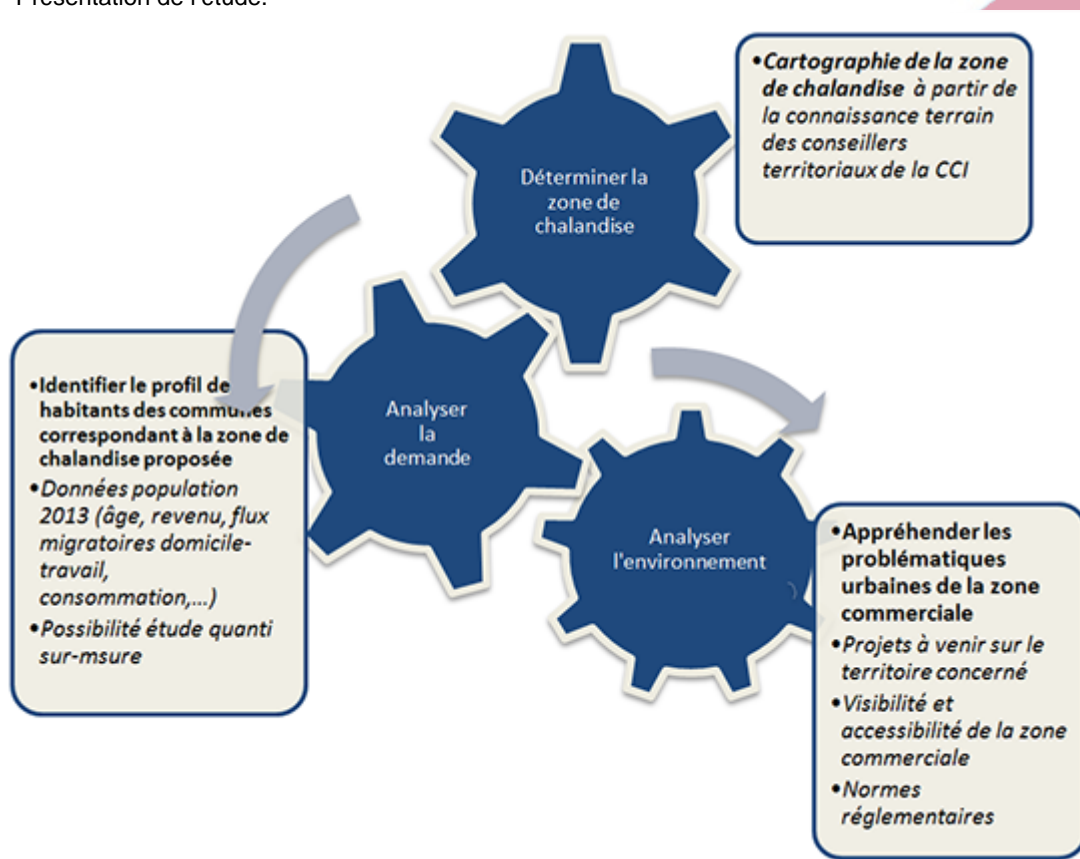 Présentation de l'étude:
Déterminer la
zone de
chalandise
•Cartographie de la zone
de chalandise à partir de
la connaissance terrain
des conseillers
territoriaux de la CCI
Analyser
la
demande
•Identifier le profil de
habitants des communes
correspondant à la zone de
chalandise proposée
•Données population
2013 (âge, revenu, flux
migratoires domicile-
travail,
consommation,...)
•Possibilité étude quanti
sur-msure
Analyser
l'environnement
•Appréhender les
problématiques
urbaines de la zone
commerciale
•Projets à venir sur le
territoire concerné
•Visibilité et
accessibilité de la zone
commerciale
•Normes
réglementaires